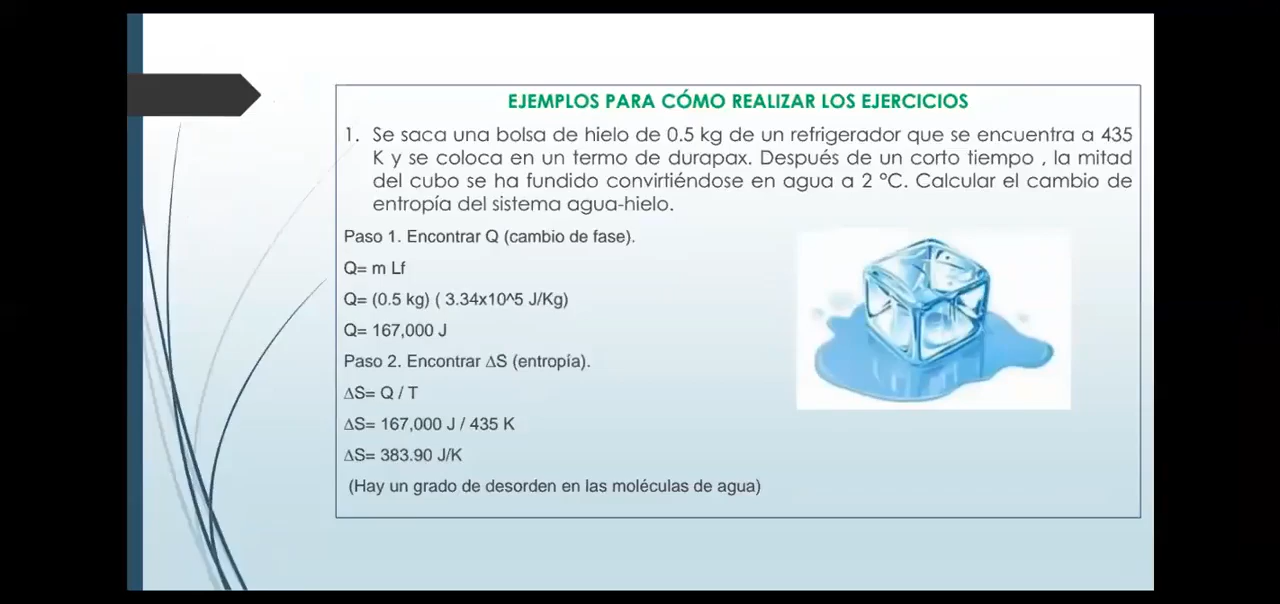 EJEMPLOS PARA CÓMO REALIZAR LOS EJERCICIOS
1. Se saca una bolsa de hielo de 0.5 kg de un refrigerador que se encuentra a 435
K y se coloca en un termo de durapax. Después de un corto tiempo , la mitad
del cubo se ha fundido convirtiéndose en agua a 2 °C. Calcular el cambio de
entropía del sistema agua-hielo.
Paso 1. Encontrar Q (cambio de fase).
Q= m Lf
Q= (0.5 kg) ( 3.34x10^5 J/Kg)
Q= 167,000 J
Paso 2. Encontrar ∆S (entropía).
∆S= Q / T
∆S= 167,000 J / 435 K
∆S= 383.90 J/K
(Hay un grado de desorden en las moléculas de agua)